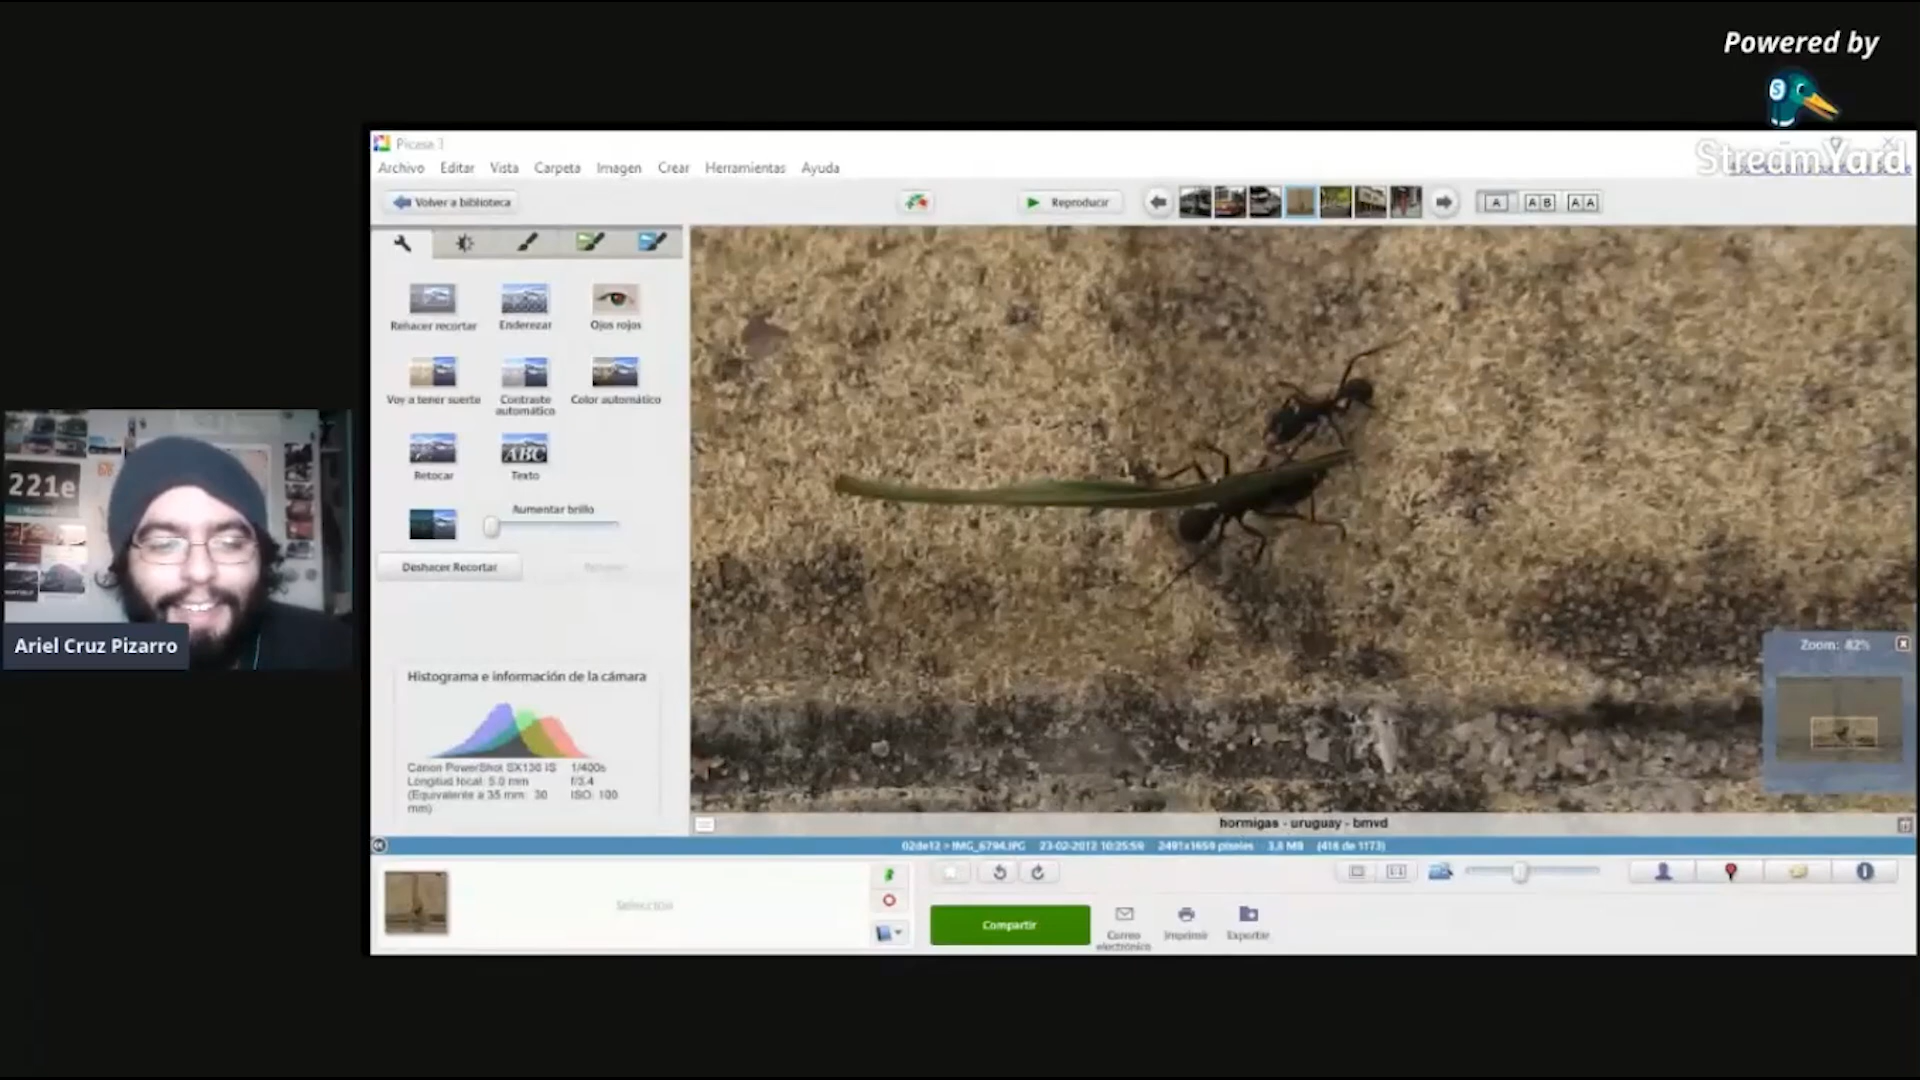 Powered by
StreamYard
Picasa 3
Archivo Editar Vista Carpeta Imagen Crear Herramientas Ayuda
Volver a biblioteca
Reproducir
A
A B
A A
Rehacer recortar
Enderezar
Ojos rojos
Voy a tener suerte
Contraste automático
Color automático
Retocar
ABC
Texto
Aumentar brillo
Deshacer Recortar
221e
Ariel Cruz Pizarro
Histograma e información de la cámara
Canon PowerShot SX130 IS 1/400s
Longitud focal: 5.0 mm f/3.4
(Equivalente a 35 mm: 30 ISO: 100
mm)
Zoom: 82%
hormigas - uruguay - bmvd
02de12 > IMG_6794.JPG 23-02-2012 10:25:59 2491x1659 píxeles 3,8 MB (416 de 1173)
Selección
Compartir
Correo electrónico
Imprimir
Exportar